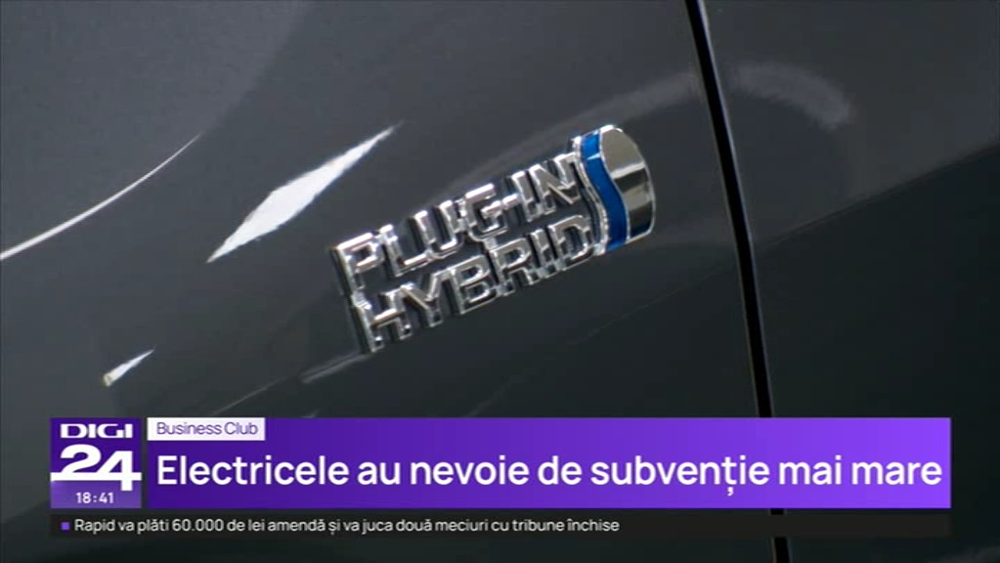 PLUG-IN
HYBRID
DIGI
24
18:41
Business Club
Electricele au nevoie de subvenție mai mare
Rapid va plăti 60.000 de lei amendă și va juca două meciuri cu tribune închise